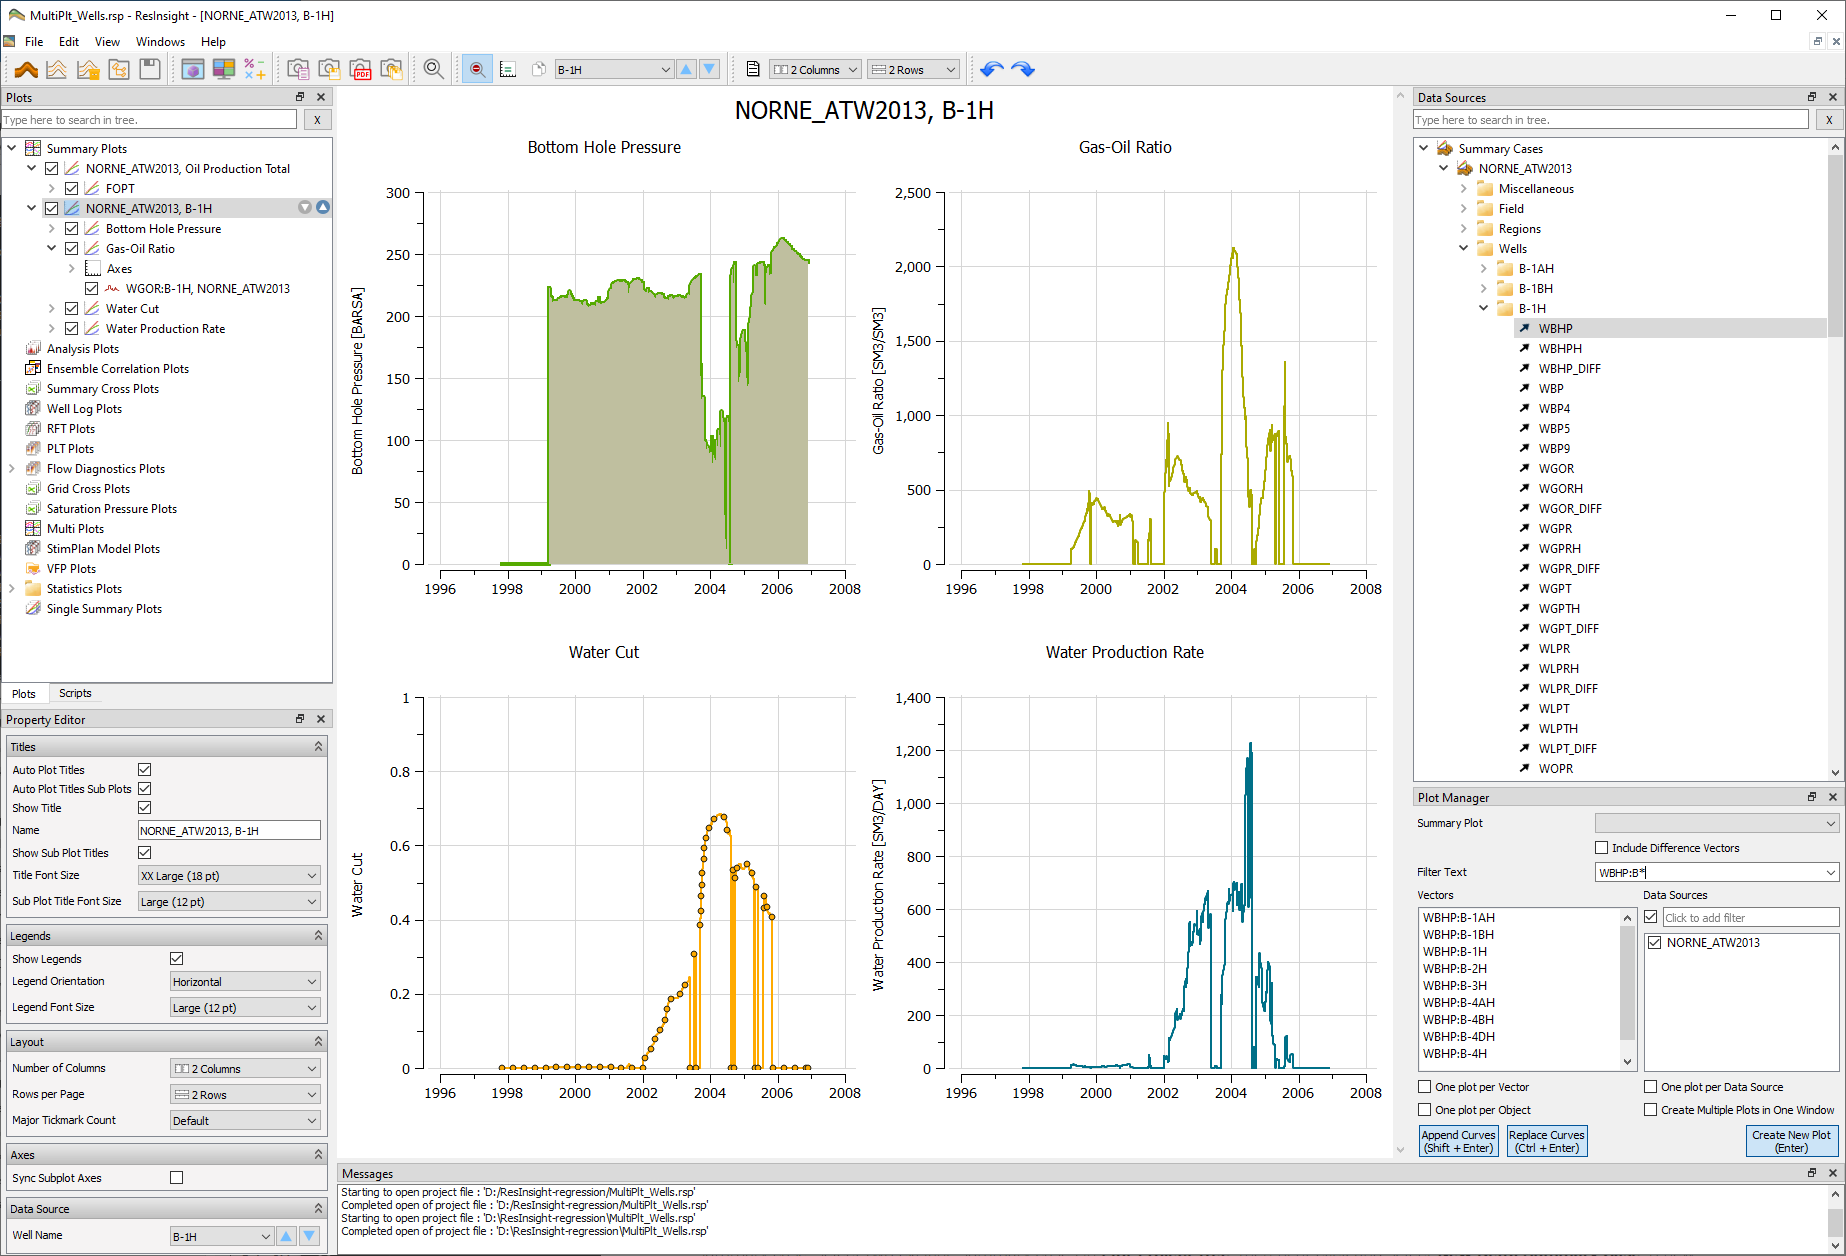 MultiPlt_Wells.rsp - ResInsight - [NORNE_ATW2013, B-1H]
File Edit View Windows Help
B-1H 2 Columns 2 Rows
PDF
Plots
Type here to search in tree. X
Summary Plots
NORNE_ATW2013, Oil Production Total
FOPT
NORNE_ATW2013, B-1H
Bottom Hole Pressure
Gas-Oil Ratio
Axes
WGOR:B-1H, NORNE_ATW2013
Water Cut
Water Production Rate
Analysis Plots
Ensemble Correlation Plots
Summary Cross Plots
Well Log Plots
RFT Plots
PLT Plots
Flow Diagnostics Plots
Grid Cross Plots
Saturation Pressure Plots
Multi Plots
StimPlan Model Plots
VFP Plots
Statistics Plots
Single Summary Plots
Plots Scripts
Property Editor
Titles
Auto Plot Titles
Auto Plot Titles Sub Plots
Show Title
Name NORNE_ATW2013, B-1H
Show Sub Plot Titles
Title Font Size XX Large (18 pt)
Sub Plot Title Font Size Large (12 pt)
Legends
Show Legends
Legend Orientation Horizontal
Legend Font Size Large (12 pt)
Layout
Number of Columns 2 Columns
Rows per Page 2 Rows
Major Tickmark Count Default
Axes
Sync Subplot Axes
Data Source
Well Name B-1H
NORNE_ATW2013, B-1H
Bottom Hole Pressure
Bottom Hole Pressure [BARSA]
300
250
200
150
100
50
0
1996 1998 2000 2002 2004 2006 2008
Gas-Oil Ratio
Gas-Oil Ratio [SM3/SM3]
2,500
2,000
1,500
1,000
500
0
1996 1998 2000 2002 2004 2006 2008
Water Cut
Water Cut
1
0.8
0.6
0.4
0.2
0
1996 1998 2000 2002 2004 2006 2008
Water Production Rate
Water Production Rate [SM3/DAY]
1,400
1,200
1,000
800
600
400
200
0
1996 1998 2000 2002 2004 2006 2008
Messages
Starting to open project file : 'D:/ResInsight-regression/MultiPlt_Wells.rsp'
Completed open of project file : 'D:/ResInsight-regression/MultiPlt_Wells.rsp'
Starting to open project file : 'D:\ResInsight-regression\MultiPlt_Wells.rsp'
Completed open of project file : 'D:\ResInsight-regression\MultiPlt_Wells.rsp'
Data Sources
Type here to search in tree. X
Summary Cases
NORNE_ATW2013
Miscellaneous
Field
Regions
Wells
B-1AH
B-1BH
B-1H
WBHP
WBHPH
WBHP_DIFF
WBP
WBP4
WBP5
WBP9
WGOR
WGORH
WGOR_DIFF
WGPR
WGPRH
WGPR_DIFF
WGPT
WGPTH
WGPT_DIFF
WLPR
WLPRH
WLPR_DIFF
WLPT
WLPTH
WLPT_DIFF
WOPR
Plot Manager
Summary Plot
Include Difference Vectors
Filter Text WBHP:B*
Vectors Data Sources
Click to add filter
NORNE_ATW2013
WBHP:B-1AH
WBHP:B-1BH
WBHP:B-1H
WBHP:B-2H
WBHP:B-3H
WBHP:B-4AH
WBHP:B-4BH
WBHP:B-4DH
WBHP:B-4H
One plot per Vector One plot per Data Source
One plot per Object Create Multiple Plots in One Window
Append Curves Replace Curves Create New Plot
(Shift + Enter) (Ctrl + Enter) (Enter)